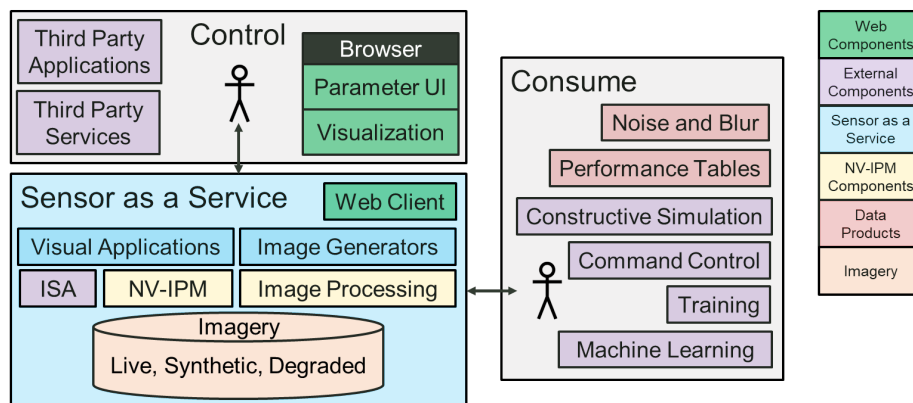 Control
Third Party
Applications
Third Party
Services
Browser
Parameter UI
Visualization
Sensor as a Service
Web Client
Visual Applications
Image Generators
ISA
NV-IPM
Image Processing
Imagery
Live, Synthetic, Degraded
Consume
Noise and Blur
Performance Tables
Constructive Simulation
Command Control
Training
Machine Learning
Web
Components
External
Components
Sensor as a
Service
NV-IPM
Components
Data
Products
Imagery